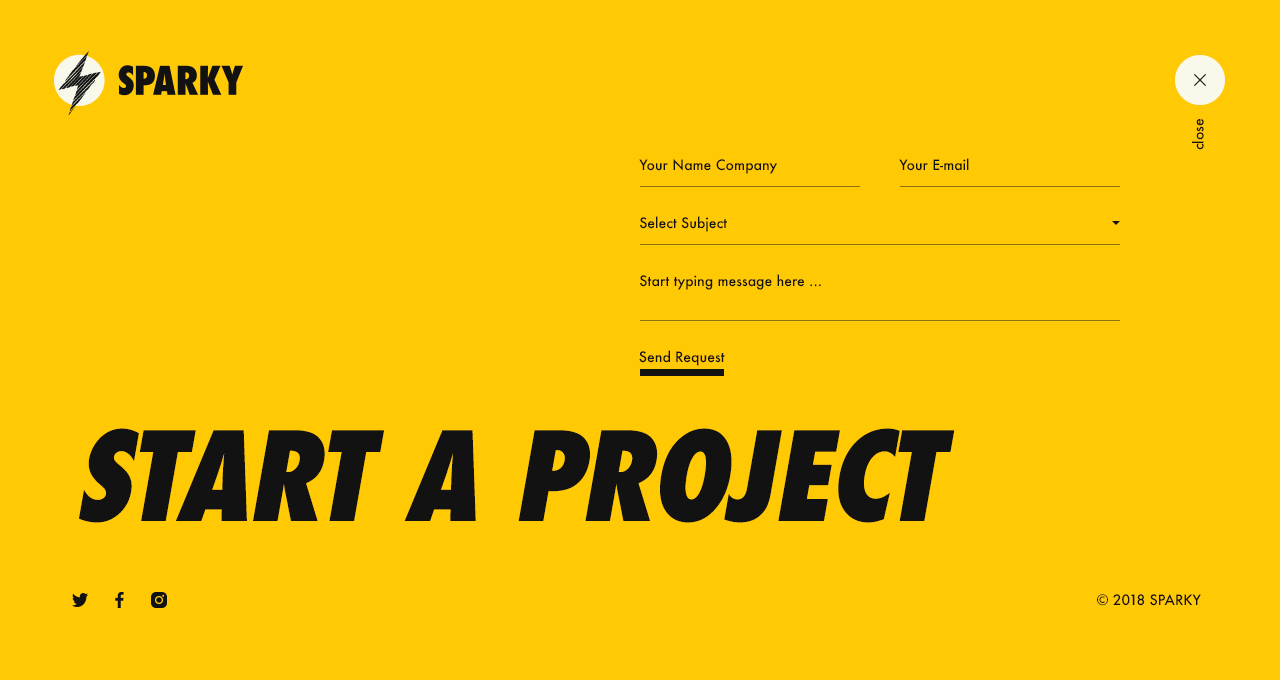 SPARKY
close
Your Name Company
Your E-mail
Select Subject
Start typing message here ...
Send Request
START A PROJECT
© 2018 SPARKY